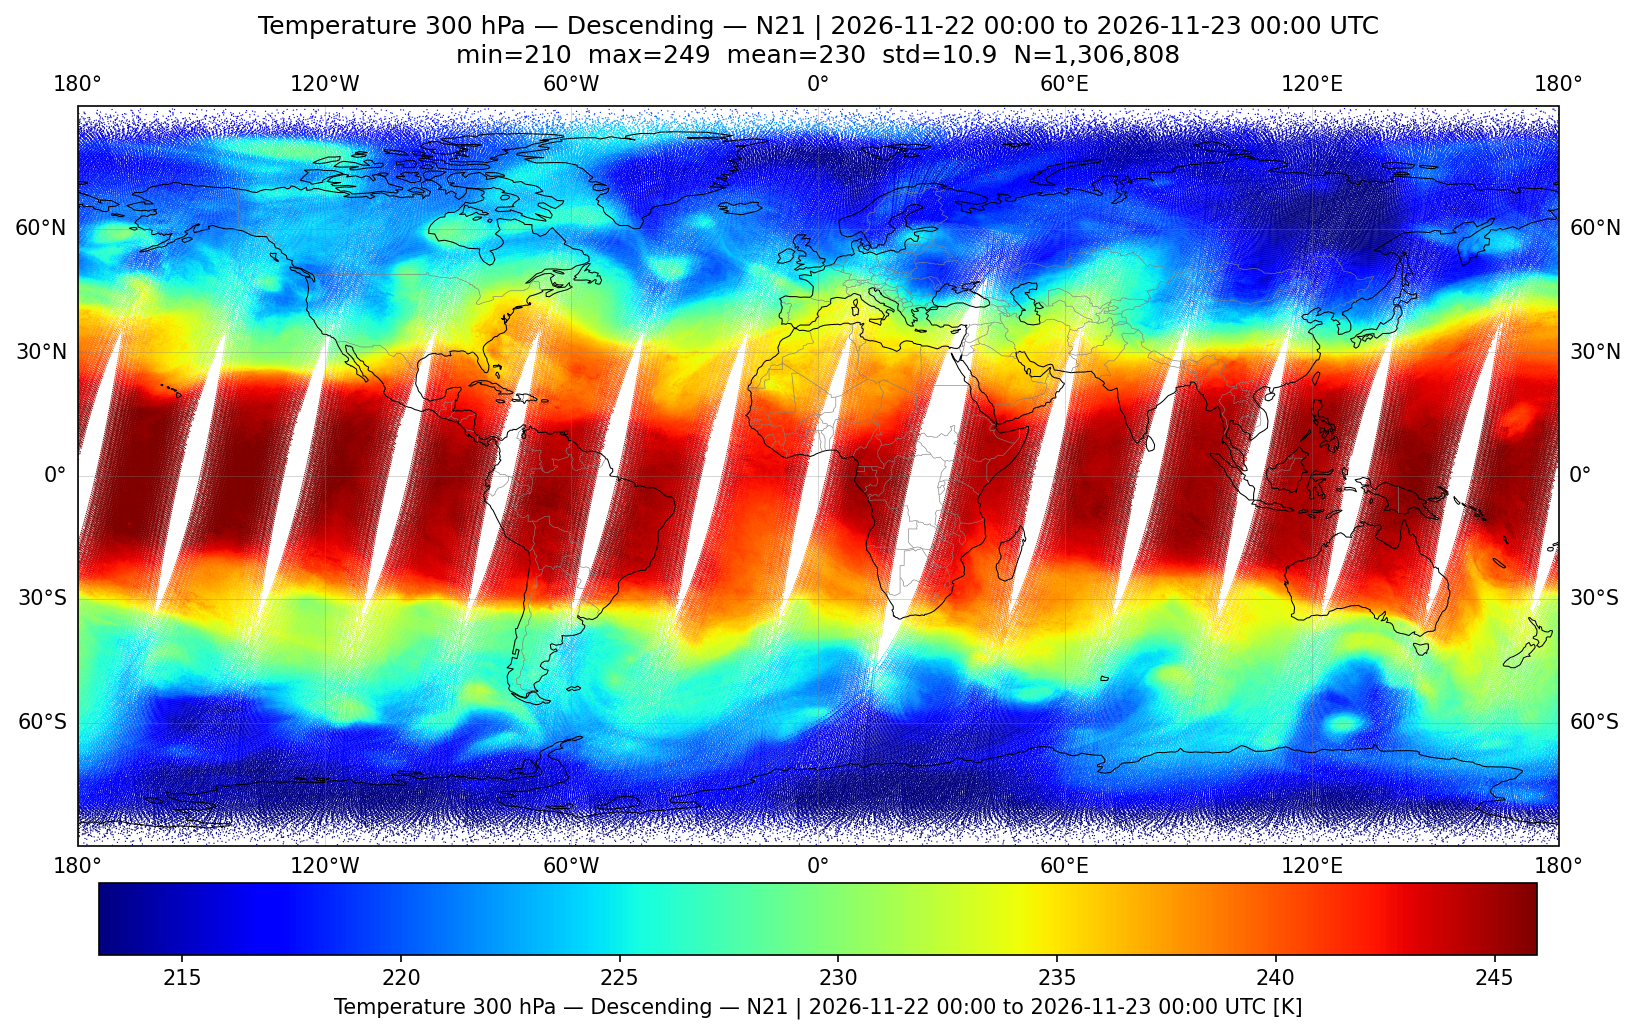 Temperature 300 hPa — Descending — N21 | 2026-11-22 00:00 to 2026-11-23 00:00 UTC
min=210  max=249  mean=230  std=10.9  N=1,306,808
180° 120°W 60°W 0° 60°E 120°E 180°
60°N 60°N
30°N 30°N
0° 0°
30°S 30°S
60°S 60°S
180° 120°W 60°W 0° 60°E 120°E 180°
215 220 225 230 235 240 245
Temperature 300 hPa — Descending — N21 | 2026-11-22 00:00 to 2026-11-23 00:00 UTC [K]